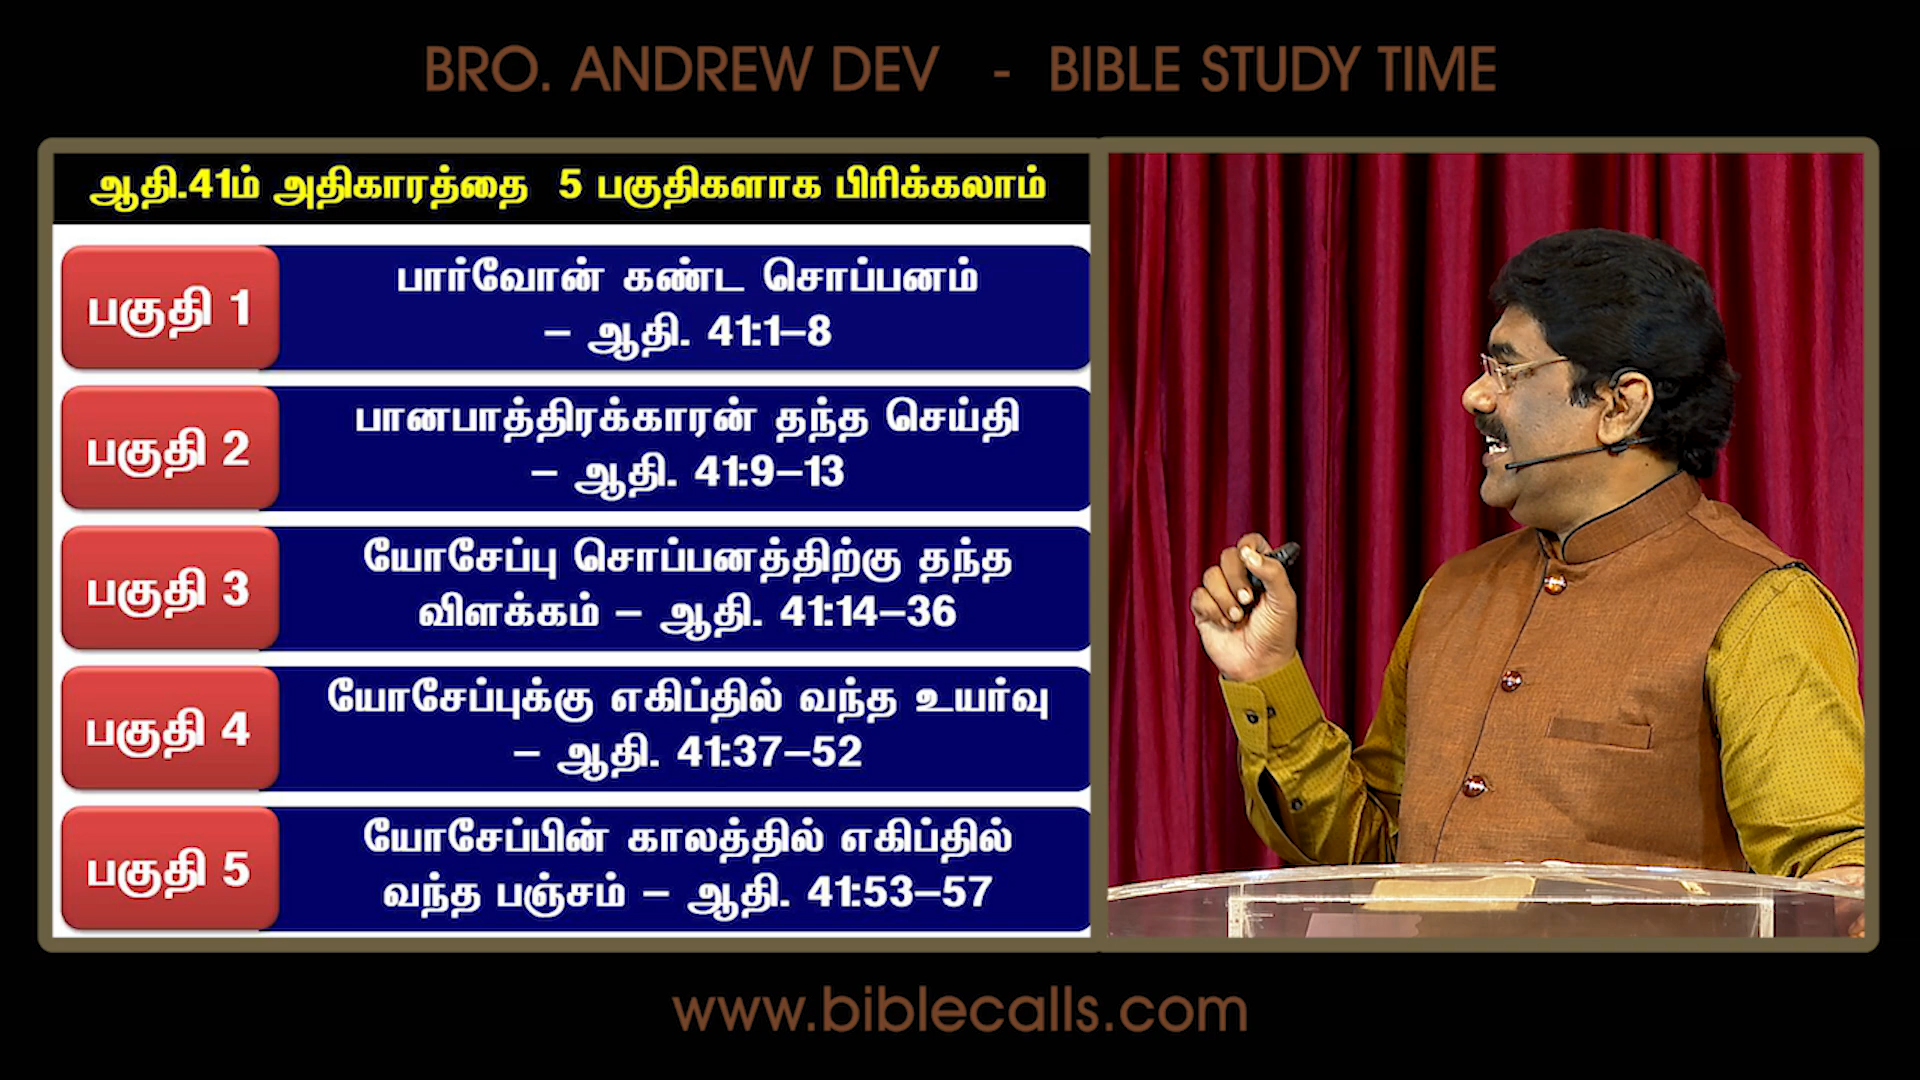 BRO. ANDREW DEV - BIBLE STUDY TIME
ஆதி.41ம் அதிகாரத்தை 5 பகுதிகளாக பிரிக்கலாம்
பகுதி 1
பார்வோன் கண்ட சொப்பனம்
– ஆதி. 41:1–8
பகுதி 2
பானபாத்திரக்காரன் தந்த செய்தி
– ஆதி. 41:9–13
பகுதி 3
யோசேப்பு சொப்பனத்திற்கு தந்த
விளக்கம் – ஆதி. 41:14–36
பகுதி 4
யோசேப்புக்கு எகிப்தில் வந்த உயர்வு
– ஆதி. 41:37–52
பகுதி 5
யோசேப்பின் காலத்தில் எகிப்தில்
வந்த பஞ்சம் – ஆதி. 41:53–57
www.biblecalls.com